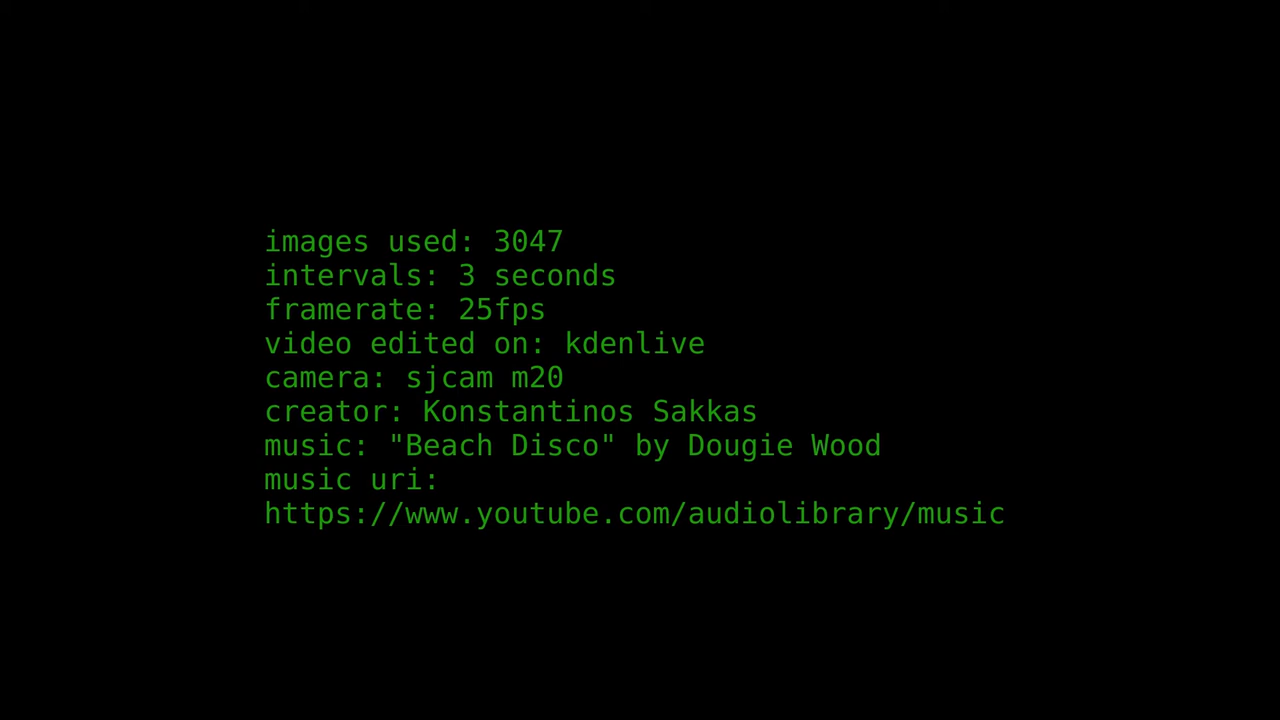 images used: 3047
intervals: 3 seconds
framerate: 25fps
video edited on: kdenlive
camera: sjcam m20
creator: Konstantinos Sakkas
music: "Beach Disco" by Dougie Wood
music uri:
https://www.youtube.com/audiolibrary/music